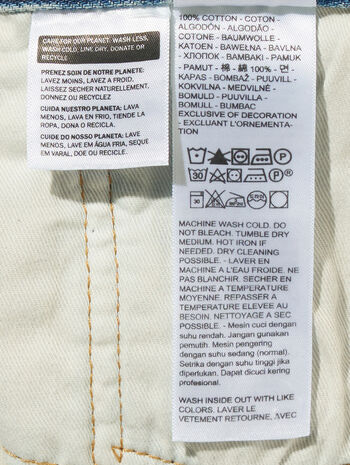 CARE FOR OUR PLANET: WASH LESS,
WASH COLD, LINE DRY, DONATE OR
RECYCLE
PRENEZ SOIN DE NOTRE PLANETE:
LAVEZ MOINS, LAVEZ A FROID,
LAISSEZ SECHER NATURELLEMENT,
DONNEZ OU RECYCLEZ
CUIDA NUESTRO PLANETA: LAVA
MENOS, LAVA EN FRIO, TIENDE LA
ROPA, DONA O RECICLA.
CUIDE DO NOSSO PLANETA: LAVE
MENOS, LAVE EM ÁGUA FRIA, SEQUE
EM VARAL, DOE OU RECICLE.
100% COTTON - COTON -
ALGODÓN - ALGODÃO -
COTONE - BAUMWOLLE -
KATOEN - BAWEŁNA - BAVLNA
- ХЛОПОК - BAMBAKI - PAMUK
- PAMUT - 棉 - 綿 - 100% - 면 -
KAPAS - ΒΑΜΒΑΚΙ - PUUVILL -
KOKVILNA - MEDVILNĖ -
BOMULD - PUUVILLA -
BOMULL - BUMBAC
EXCLUSIVE OF DECORATION
- EXCLUANT L'ORNEMENTA-
TION
P
30
P
®
30
MACHINE WASH COLD. DO
NOT BLEACH. TUMBLE DRY
MEDIUM. HOT IRON IF
NEEDED. DRY CLEANING
POSSIBLE. - LAVER EN
MACHINE A L'EAU FROIDE. NE
PAS BLANCHIR. SECHER EN
MACHINE A TEMPERATURE
MOYENNE. REPASSER A
TEMPERATURE ELEVEE AU
BESOIN. NETTOYAGE A SEC
POSSIBLE. - Mesin cuci dengan
suhu rendah. Jangan gunakan
pemutih. Mesin pengering
dengan suhu sedang (normal).
Setrika dengan suhu tinggi jika
diperlukan. Dapat dicuci kering
profesional.
WASH INSIDE OUT WITH LIKE
COLORS. LAVER LE
VETEMENT RETOURNE, AVEC